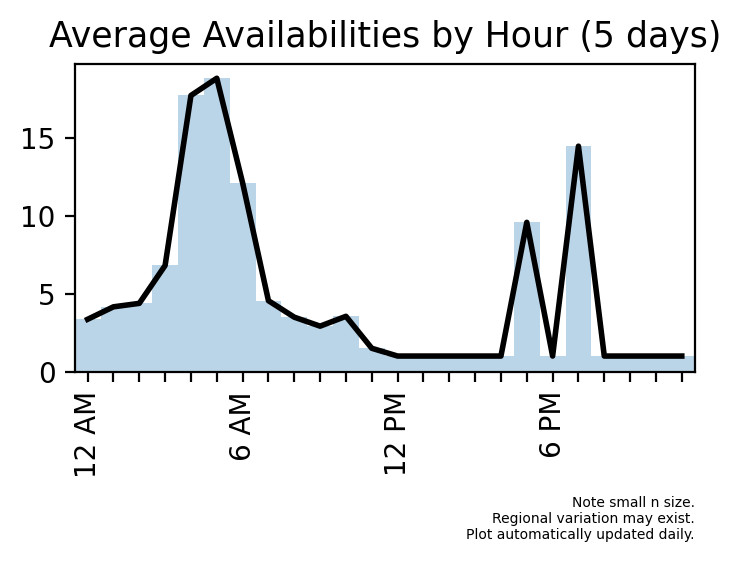 Average Availabilities by Hour (5 days)
15
10
5
0
12 AM
6 AM
12 PM
6 PM
Note small n size.
Regional variation may exist.
Plot automatically updated daily.